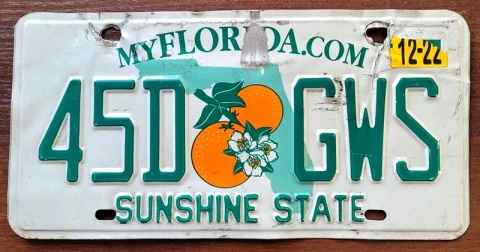 MYFLORIDA.COM
12-22
45D GWS
SUNSHINE STATE